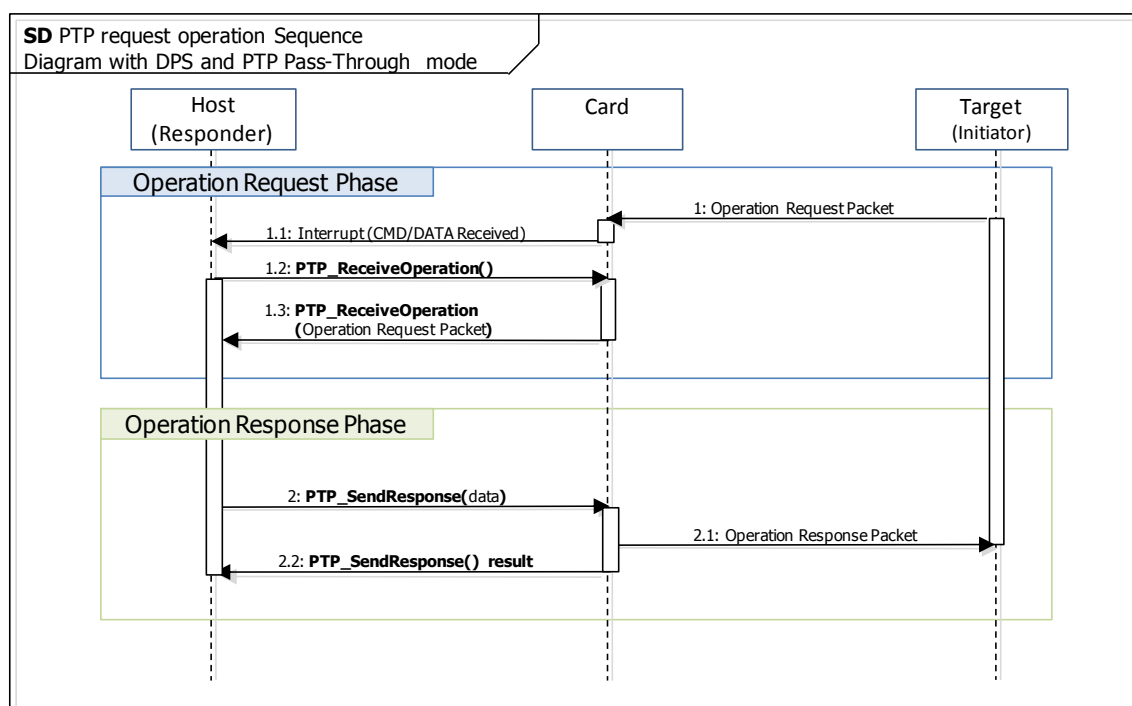 SD PTP request operation Sequence
Diagram with DPS and PTP Pass-Through mode
Host
(Responder)
Card
Target
(Initiator)
Operation Request Phase
1: Operation Request Packet
1.1: Interrupt (CMD/DATA Received)
1.2: PTP_ReceiveOperation()
1.3: PTP_ReceiveOperation
(Operation Request Packet)
Operation Response Phase
2: PTP_SendResponse(data)
2.1: Operation Response Packet
2.2: PTP_SendResponse() result